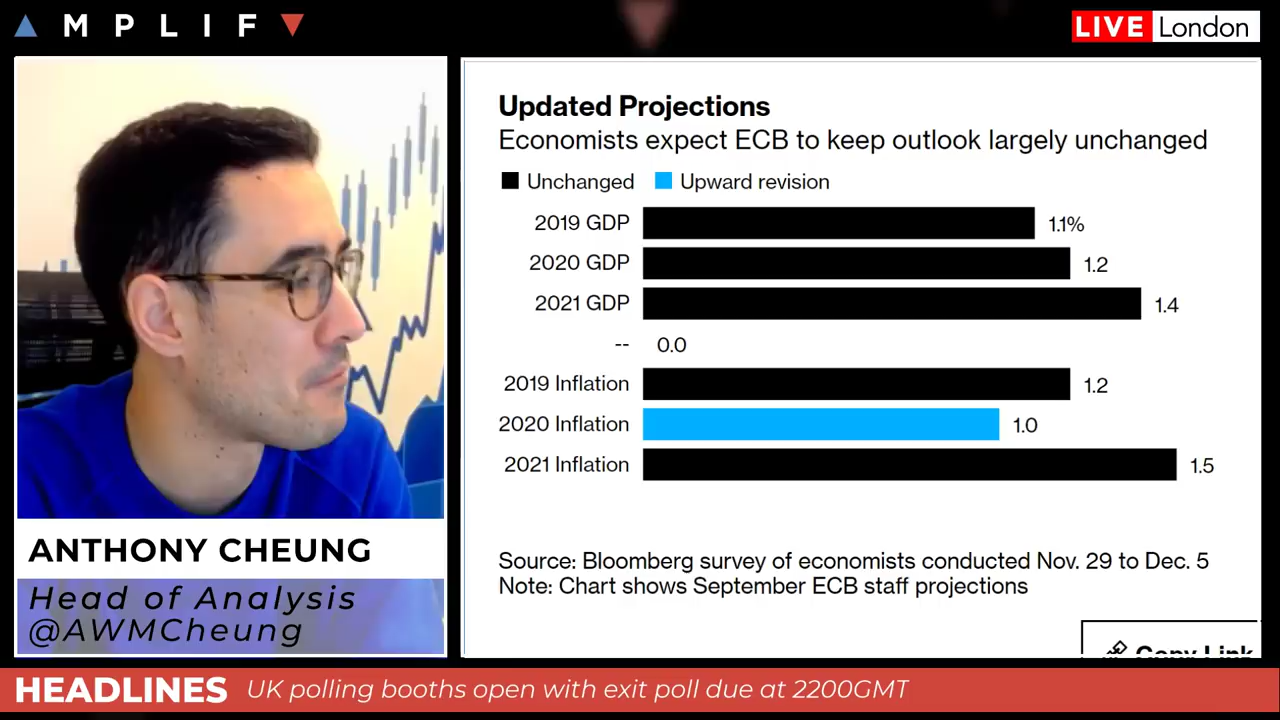 ▲MPLIF▼
LIVE London
Updated Projections
Economists expect ECB to keep outlook largely unchanged
Unchanged Upward revision
2019 GDP 1.1%
2020 GDP 1.2
2021 GDP 1.4
-- 0.0
2019 Inflation 1.2
2020 Inflation 1.0
2021 Inflation 1.5
Source: Bloomberg survey of economists conducted Nov. 29 to Dec. 5
Note: Chart shows September ECB staff projections
Copy Link
ANTHONY CHEUNG
Head of Analysis
@AWMCheung
HEADLINES UK polling booths open with exit poll due at 2200GMT